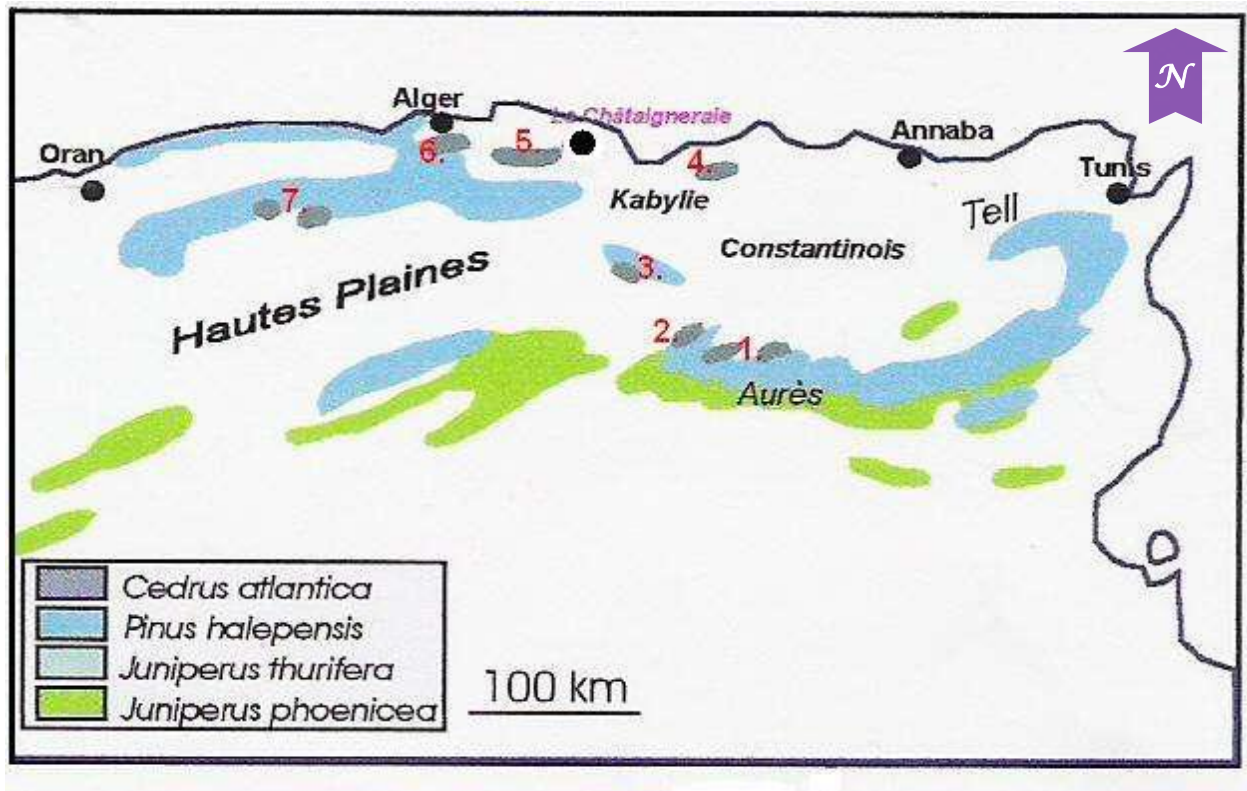 N
Alger
La Châtaigneraie
Oran
Annaba
Tunis
5.
6.
4.
7.
Kabylie
Tell
Constantinois
Hautes Plaines
3.
2.
1.
Aurès
Cedrus atlantica
Pinus halepensis
Juniperus thurifera
Juniperus phoenicea
100 km